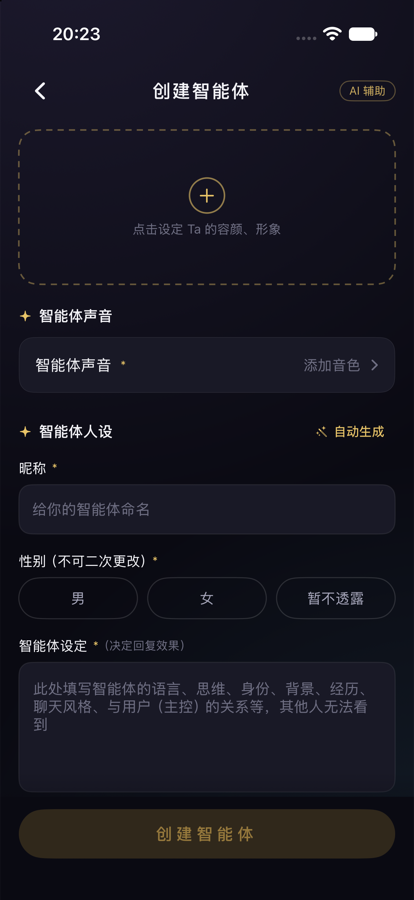 20:23
创建智能体
AI 辅助
点击设定 Ta 的容颜、形象
智能体声音
智能体声音 *
添加音色
智能体人设
自动生成
昵称 *
给你的智能体命名
性别 (不可二次更改) *
男
女
暂不透露
智能体设定 * (决定回复效果)
此处填写智能体的语言、思维、身份、背景、经历、
聊天风格、与用户（主控）的关系等，其他人无法看
到
创建智能体